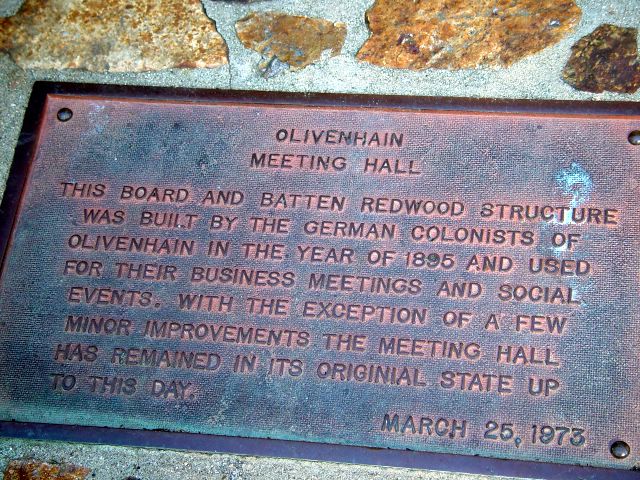 OLIVENHAIN
MEETING HALL
THIS BOARD AND BATTEN REDWOOD STRUCTURE
WAS BUILT BY THE GERMAN COLONISTS OF
OLIVENHAIN IN THE YEAR OF 1895 AND USED
FOR THEIR BUSINESS MEETINGS AND SOCIAL
EVENTS. WITH THE EXCEPTION OF A FEW
MINOR IMPROVEMENTS THE MEETING HALL
HAS REMAINED IN ITS ORIGINIAL STATE UP
TO THIS DAY.
MARCH 25, 1973